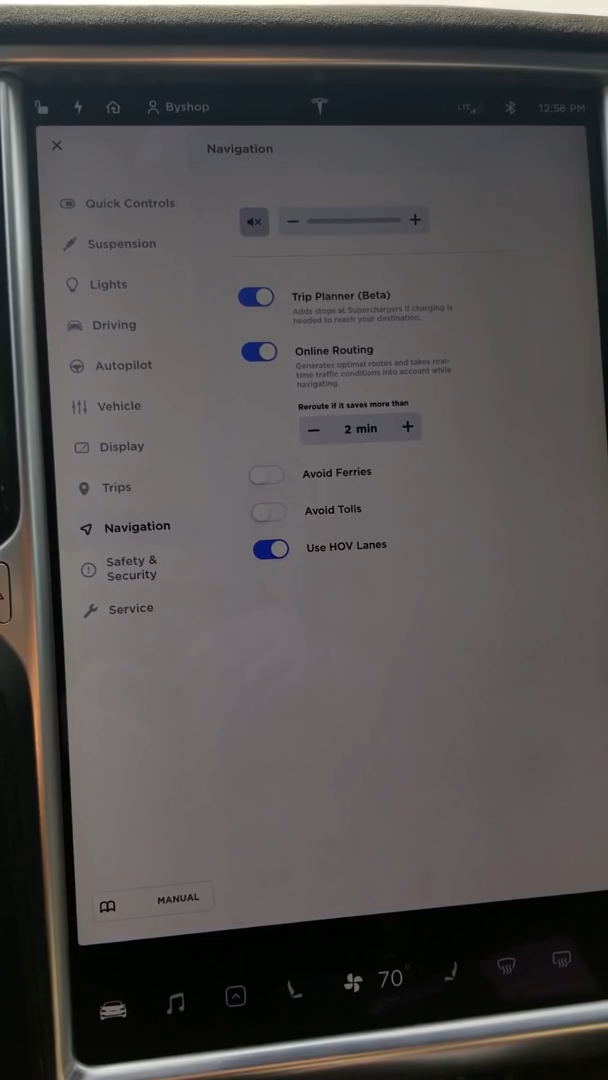 Byshop
LTE
12:58 PM
Navigation
Quick Controls
Suspension
Lights
Driving
Autopilot
Vehicle
Display
Trips
Navigation
Safety &
Security
Service
Trip Planner (Beta)
Adds stops at Superchargers if charging is
needed to reach your destination.
Online Routing
Generates optimal routes and takes real-
time traffic conditions into account while
navigating.
Reroute if it saves more than
− 2 min +
Avoid Ferries
Avoid Tolls
Use HOV Lanes
MANUAL
70°